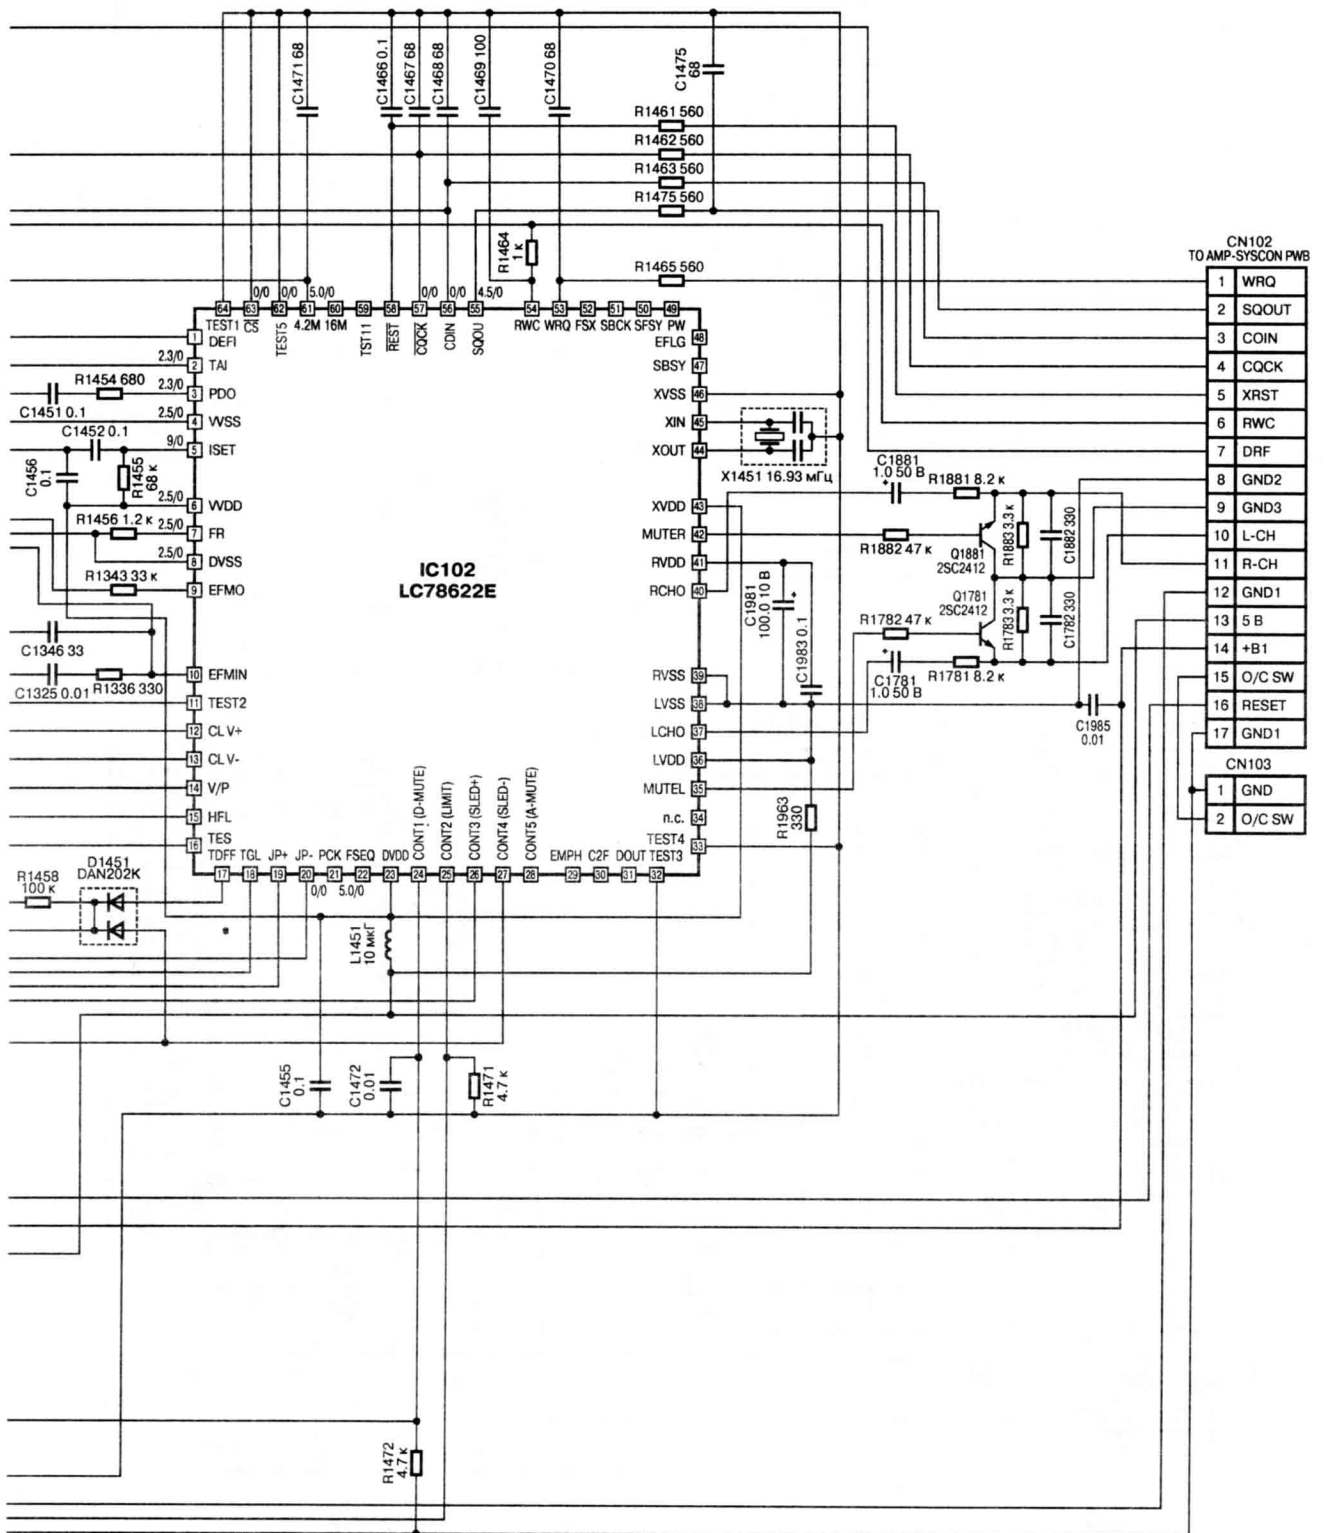 C1471 68
C1466 0.1
C1467 68
C1468 68
C1469 100
C1470 68
C1475
68
R1461 560
R1462 560
R1463 560
R1475 560
R1464
1 к
R1465 560
CN102
TO AMP-SYSCON PWB
1 WRQ
2 SQOUT
3 COIN
4 CQCK
5 XRST
6 RWC
7 DRF
8 GND2
9 GND3
10 L-CH
11 R-CH
12 GND1
13 5 В
14 +B1
15 O/C SW
16 RESET
17 GND1
CN103
1 GND
2 O/C SW
0/0
0/0
5.0/0
0/0
0/0
4.5/0
64 63 62 61 60 59 58 57 56 55 54 53 52 51 50 49
TEST1
CS
TEST5
4.2M
16M
TST11
REST
CQCK
CDIN
SQOU
RWC
WRQ
FSX
SBCK
SFSY
PW
1 DEFI
2.3/0
2 TAI
2.3/0
3 PDO
2.5/0
4 VVSS
9/0
5 ISET
2.5/0
6 VVDD
2.5/0
7 FR
2.5/0
8 DVSS
9 EFMO
10 EFMIN
11 TEST2
12 CLV+
13 CLV-
14 V/P
15 HFL
16 TES
IC102
LC78622E
EFLG 48
SBSY 47
XVSS 46
XIN 45
XOUT 44
XVDD 43
MUTER 42
RVDD 41
RCHO 40
RVSS 39
LVSS 38
LCHO 37
LVDD 36
MUTEL 35
n.c. 34
TEST4 33
TDFF
TGL
JP+
JP-
PCK
FSEQ
DVDD
CONT1 (D-MUTE)
CONT2 (LIMIT)
CONT3 (SLED+)
CONT4 (SLED-)
CONT5 (A-MUTE)
EMPH
C2F
DOUT
TEST3
17 18 19 20 21 22 23 24 25 26 27 28 29 30 31 32
0/0
5.0/0
R1454 680
C1451 0.1
C1452 0.1
C1456
0.1
R1455
68 к
R1456 1.2 к
R1343 33 к
C1346 33
C1325 0.01
R1336 330
D1451
DAN202K
R1458
100 к
X1451 16.93 мГц
C1881
1.0 50 В
R1881 8.2 к
R1882 47 к
Q1881
2SC2412
R1883 3.3 к
C1882 330
C1981
100.0 10 В
C1983 0.1
Q1781
2SC2412
R1782 47 к
R1783 3.3 к
C1782 330
C1781
1.0 50 В
R1781 8.2 к
C1985
0.01
R1963
330
L1451
10 мкГ
C1455
0.1
C1472
0.01
R1471
4.7 к
R1472
4.7 к